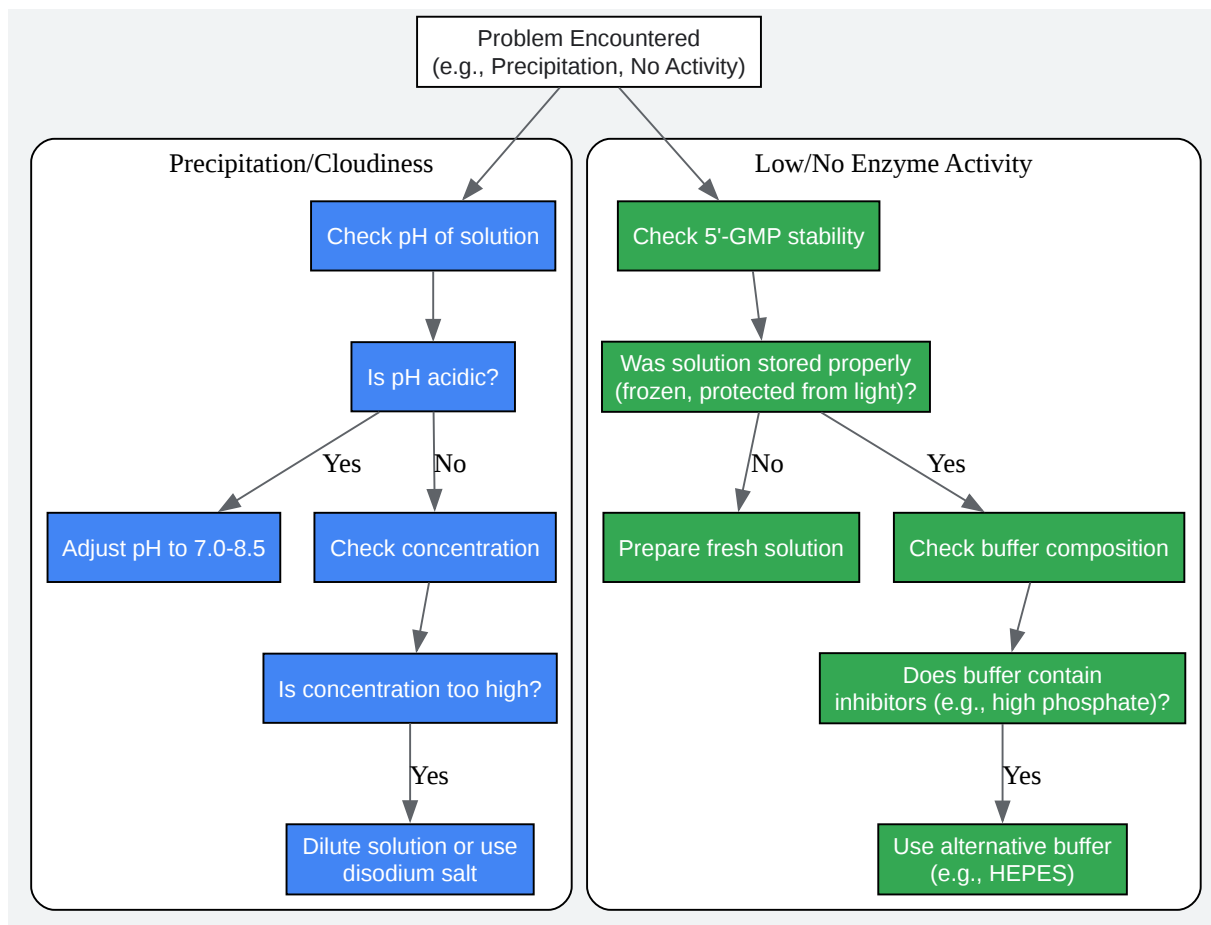 Problem Encountered
(e.g., Precipitation, No Activity)
Precipitation/Cloudiness
Check pH of solution
Is pH acidic?
Yes
No
Adjust pH to 7.0-8.5
Check concentration
Is concentration too high?
Yes
Dilute solution or use
disodium salt
Low/No Enzyme Activity
Check 5'-GMP stability
Was solution stored properly
(frozen, protected from light)?
No
Yes
Prepare fresh solution
Check buffer composition
Does buffer contain
inhibitors (e.g., high phosphate)?
Yes
Use alternative buffer
(e.g., HEPES)